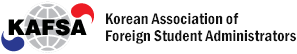 KAFSA
Korean Association of
Foreign Student Administrators